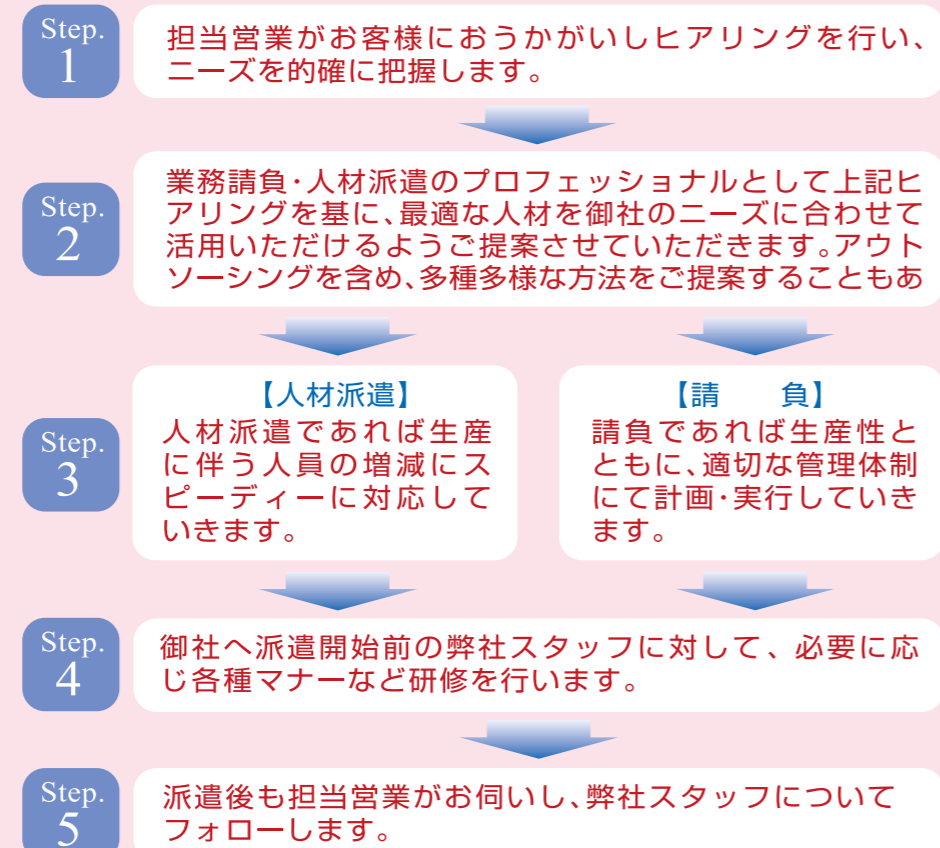 Step.
1
担当営業がお客様におうかがいしヒアリングを行い、
ニーズを的確に把握します。
Step.
2
業務請負・人材派遣のプロフェッショナルとして上記ヒ
アリングを基に、最適な人材を御社のニーズに合わせて
活用いただけるようご提案させていただきます。アウト
ソーシングを含め、多種多様な方法をご提案することもあ
Step.
3
【人材派遣】
人材派遣であれば生産
に伴う人員の増減にス
ピーディーに対応して
いきます。
【請　　負】
請負であれば生産性と
ともに、適切な管理体制
にて計画・実行していき
ます。
Step.
4
御社へ派遣開始前の弊社スタッフに対して、必要に応
じ各種マナーなど研修を行います。
Step.
5
派遣後も担当営業がお伺いし、弊社スタッフについて
フォローします。